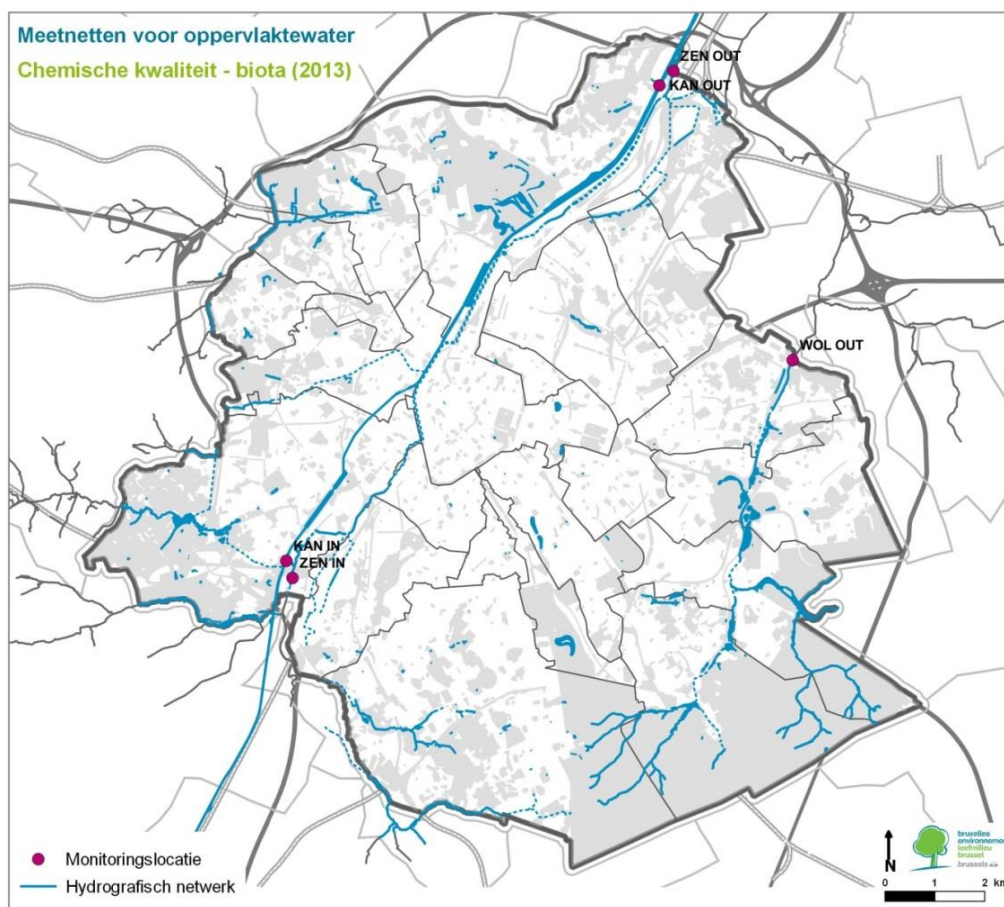 Meetnetten voor oppervlaktewater
Chemische kwaliteit - biota (2013)
ZEN OUT
KAN OUT
WOL OUT
KAN IN
ZEN IN
Monitoringslocatie
Hydrografisch netwerk
N
bruxelles
environnement
leefmilieu
brussel
.brussels
0 1 2 km